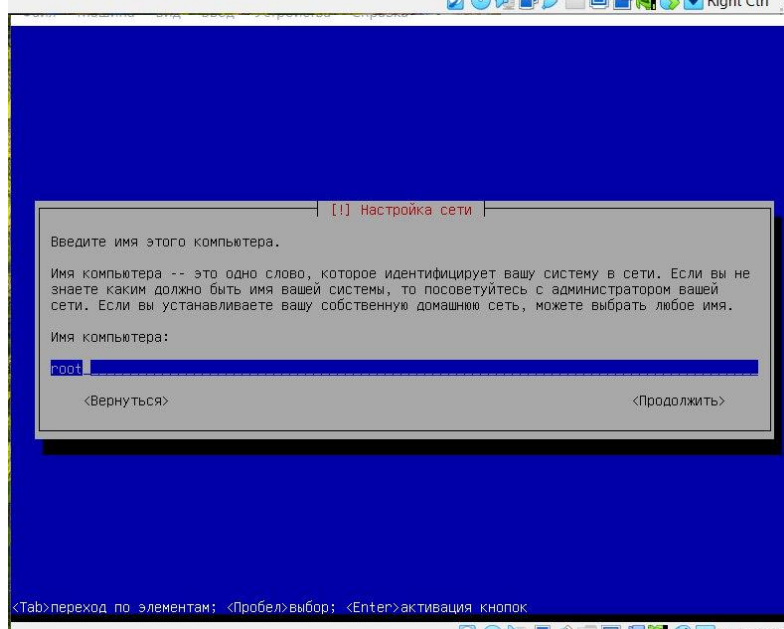 Right Ctrl
[!] Настройка сети
Введите имя этого компьютера.
Имя компьютера -- это одно слово, которое идентифицирует вашу систему в сети. Если вы не
знаете каким должно быть имя вашей системы, то посоветуйтесь с администратором вашей
сети. Если вы устанавливаете вашу собственную домашнюю сеть, можете выбрать любое имя.
Имя компьютера:
root
<Вернуться> <Продолжить>
<Tab>переход по элементам; <Пробел>выбор; <Enter>активация кнопок